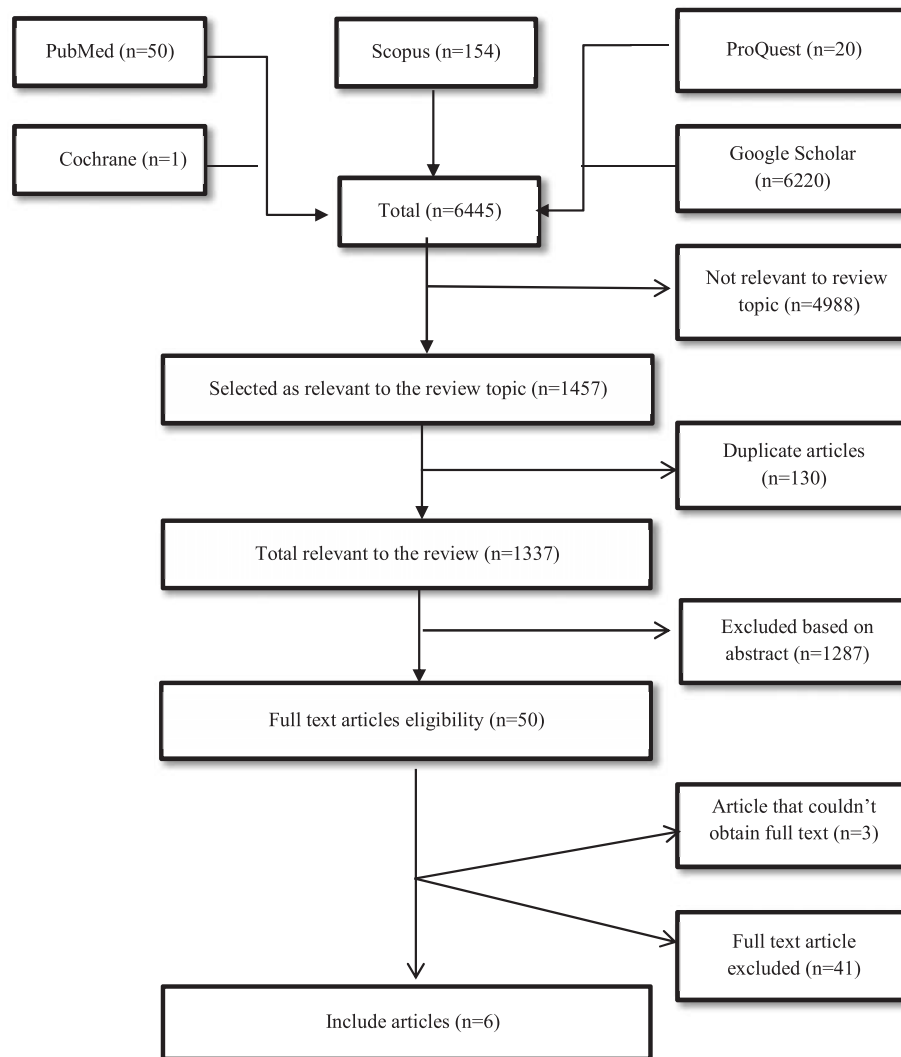 PubMed (n=50)
Scopus (n=154)
ProQuest (n=20)
Cochrane (n=1)
Google Scholar
(n=6220)
Total (n=6445)
Not relevant to review
topic (n=4988)
Selected as relevant to the review topic (n=1457)
Duplicate articles
(n=130)
Total relevant to the review (n=1337)
Excluded based on
abstract (n=1287)
Full text articles eligibility (n=50)
Article that couldn’t
obtain full text (n=3)
Full text article
excluded (n=41)
Include articles (n=6)